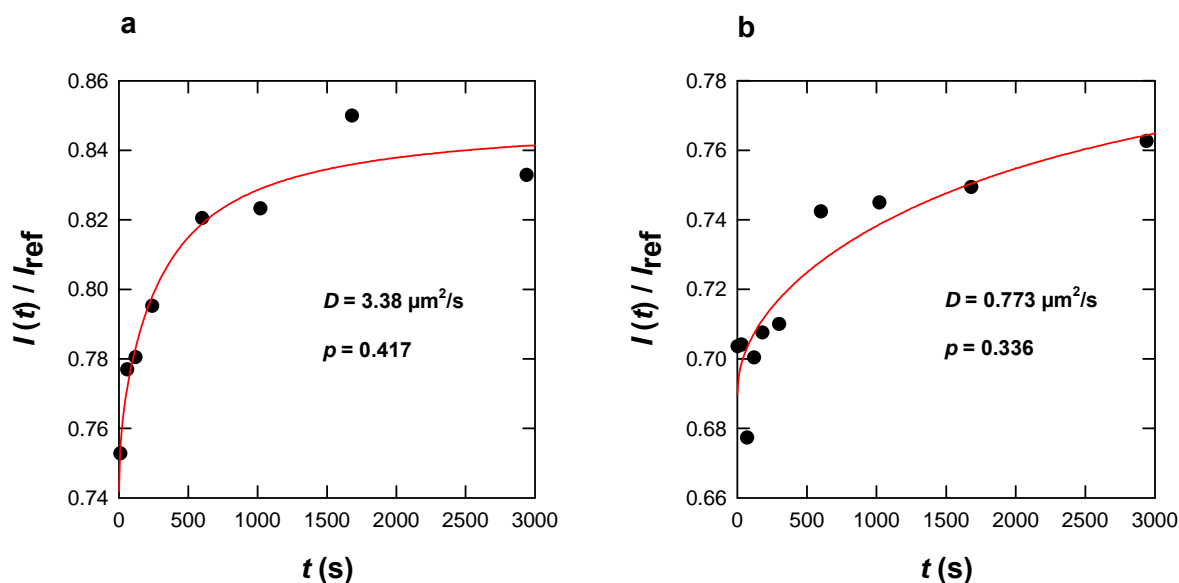 a
0.86
0.84
0.82
0.80
0.78
0.76
0.74
0 500 1000 1500 2000 2500 3000
I (t) / I_ref
t (s)
D = 3.38 µm²/s
p = 0.417
b
0.78
0.76
0.74
0.72
0.70
0.68
0.66
0 500 1000 1500 2000 2500 3000
I (t) / I_ref
t (s)
D = 0.773 µm²/s
p = 0.336